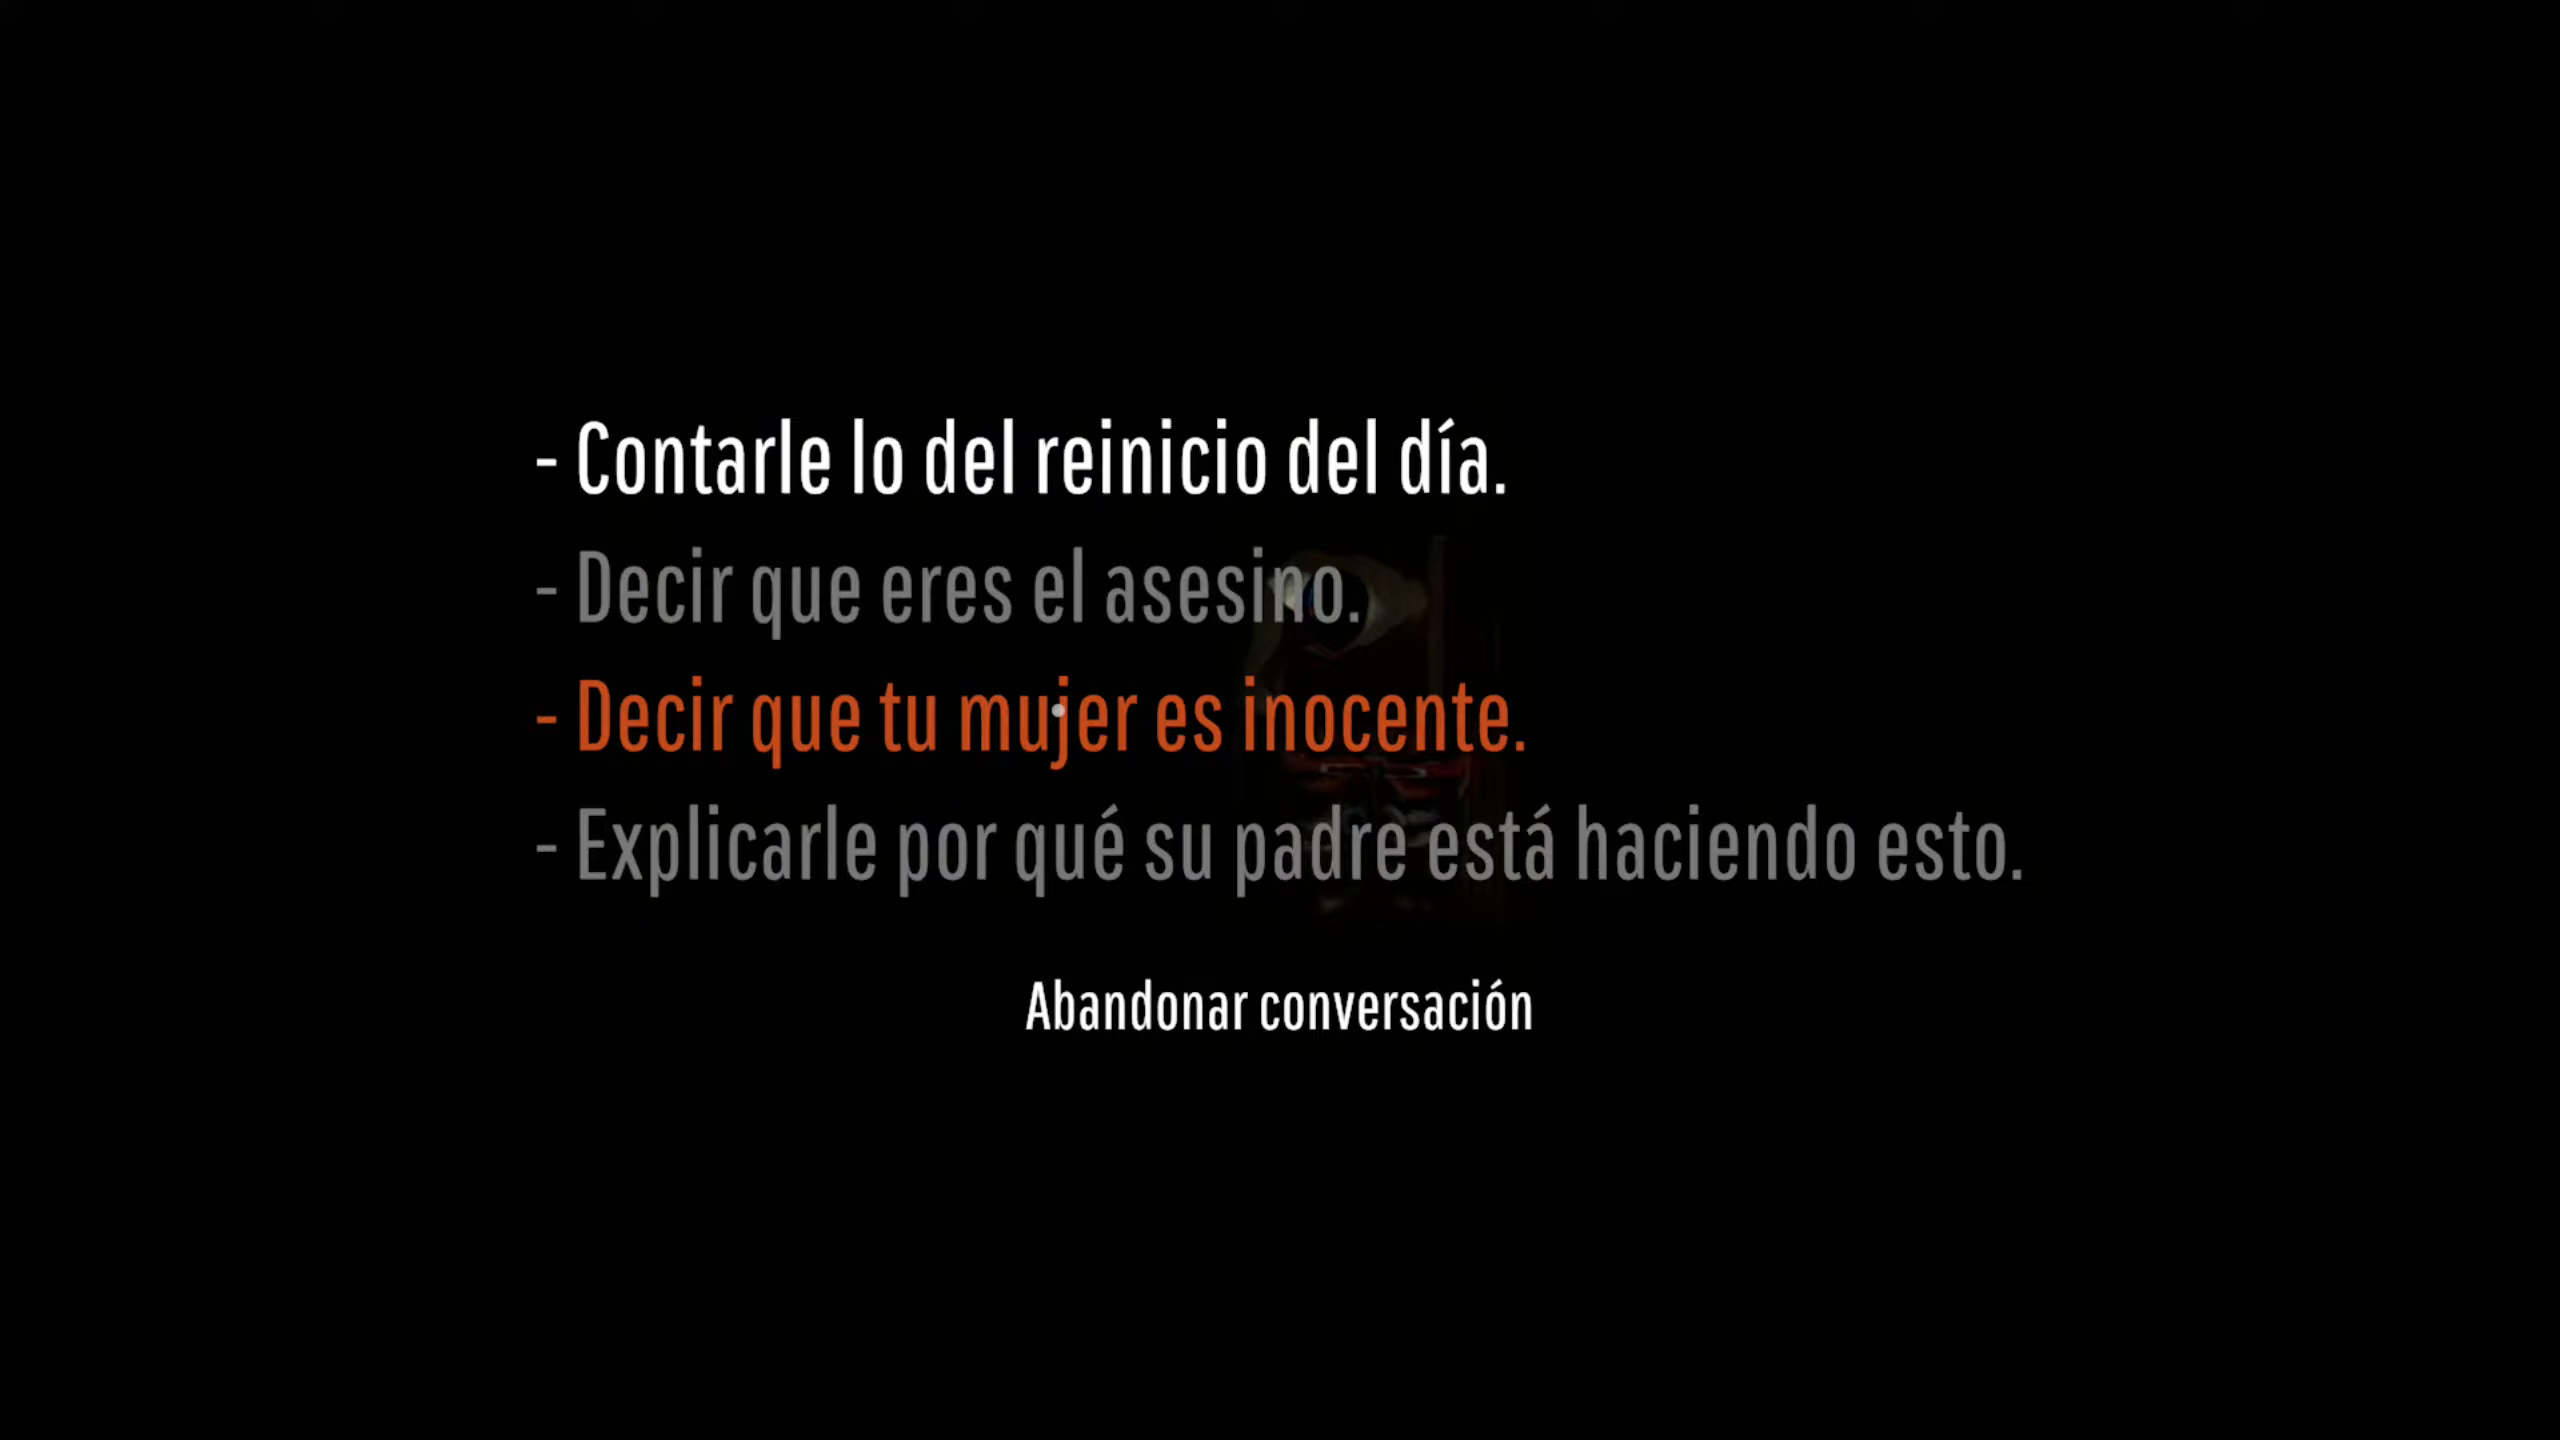 - Contarle lo del reinicio del día.
- Decir que eres el asesino.
- Decir que tu mujer es inocente.
- Explicarle por qué su padre está haciendo esto.
Abandonar conversación